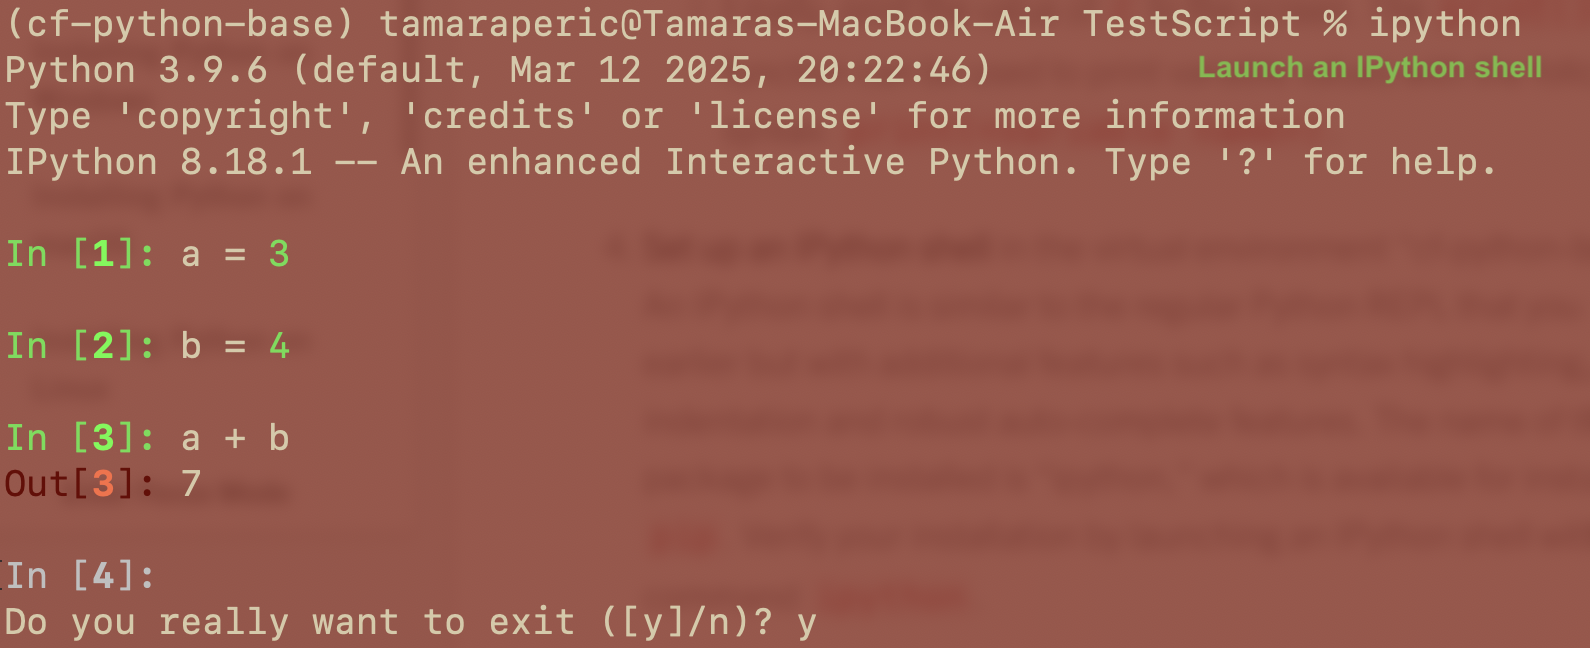 (cf-python-base) tamaraperic@Tamaras-MacBook-Air TestScript % ipython
Python 3.9.6 (default, Mar 12 2025, 20:22:46)
Launch an IPython shell
Type 'copyright', 'credits' or 'license' for more information
IPython 8.18.1 -- An enhanced Interactive Python. Type '?' for help.
In [1]: a = 3
In [2]: b = 4
In [3]: a + b
Out[3]: 7
In [4]:
Do you really want to exit ([y]/n)? y